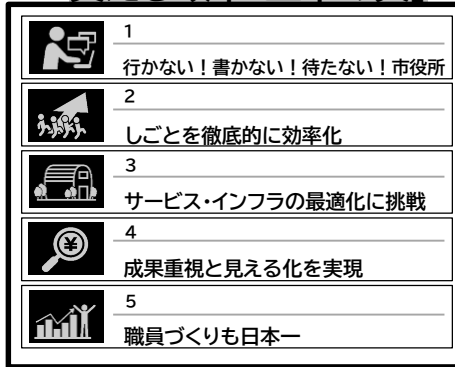 1
行かない！書かない！待たない！市役所
2
しごとを徹底的に効率化
3
サービス・インフラの最適化に挑戦
4
成果重視と見える化を実現
5
職員づくりも日本一